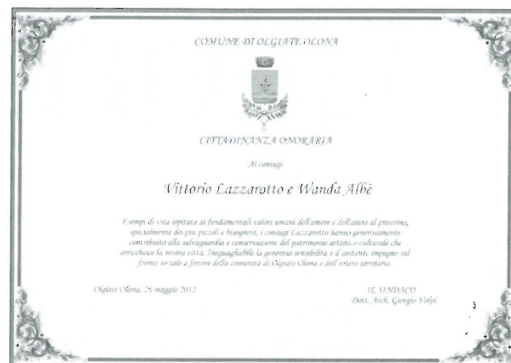 COMUNE DI OLGIATE OLONA
CITTADINANZA ONORARIA
Ai coniugi
Vittorio Lazzarotto e Wanda Albè
Esempi di vita ispirata ai fondamentali valori umani dell'amore e dell'aiuto al prossimo,
specialmente dei più piccoli e bisognosi, i coniugi Lazzarotto hanno generosamente
contribuito alla salvaguardia e conservazione del patrimonio artistico-culturale che
arricchisce la nostra città. Ineguagliabile la generosa sensibilità e il costante impegno sul
fronte sociale a favore della comunità di Olgiate Olona e dell'intero territorio.
Olgiate Olona, 26 maggio 2012
IL SINDACO
Dott. Arch. Giorgio Volpi